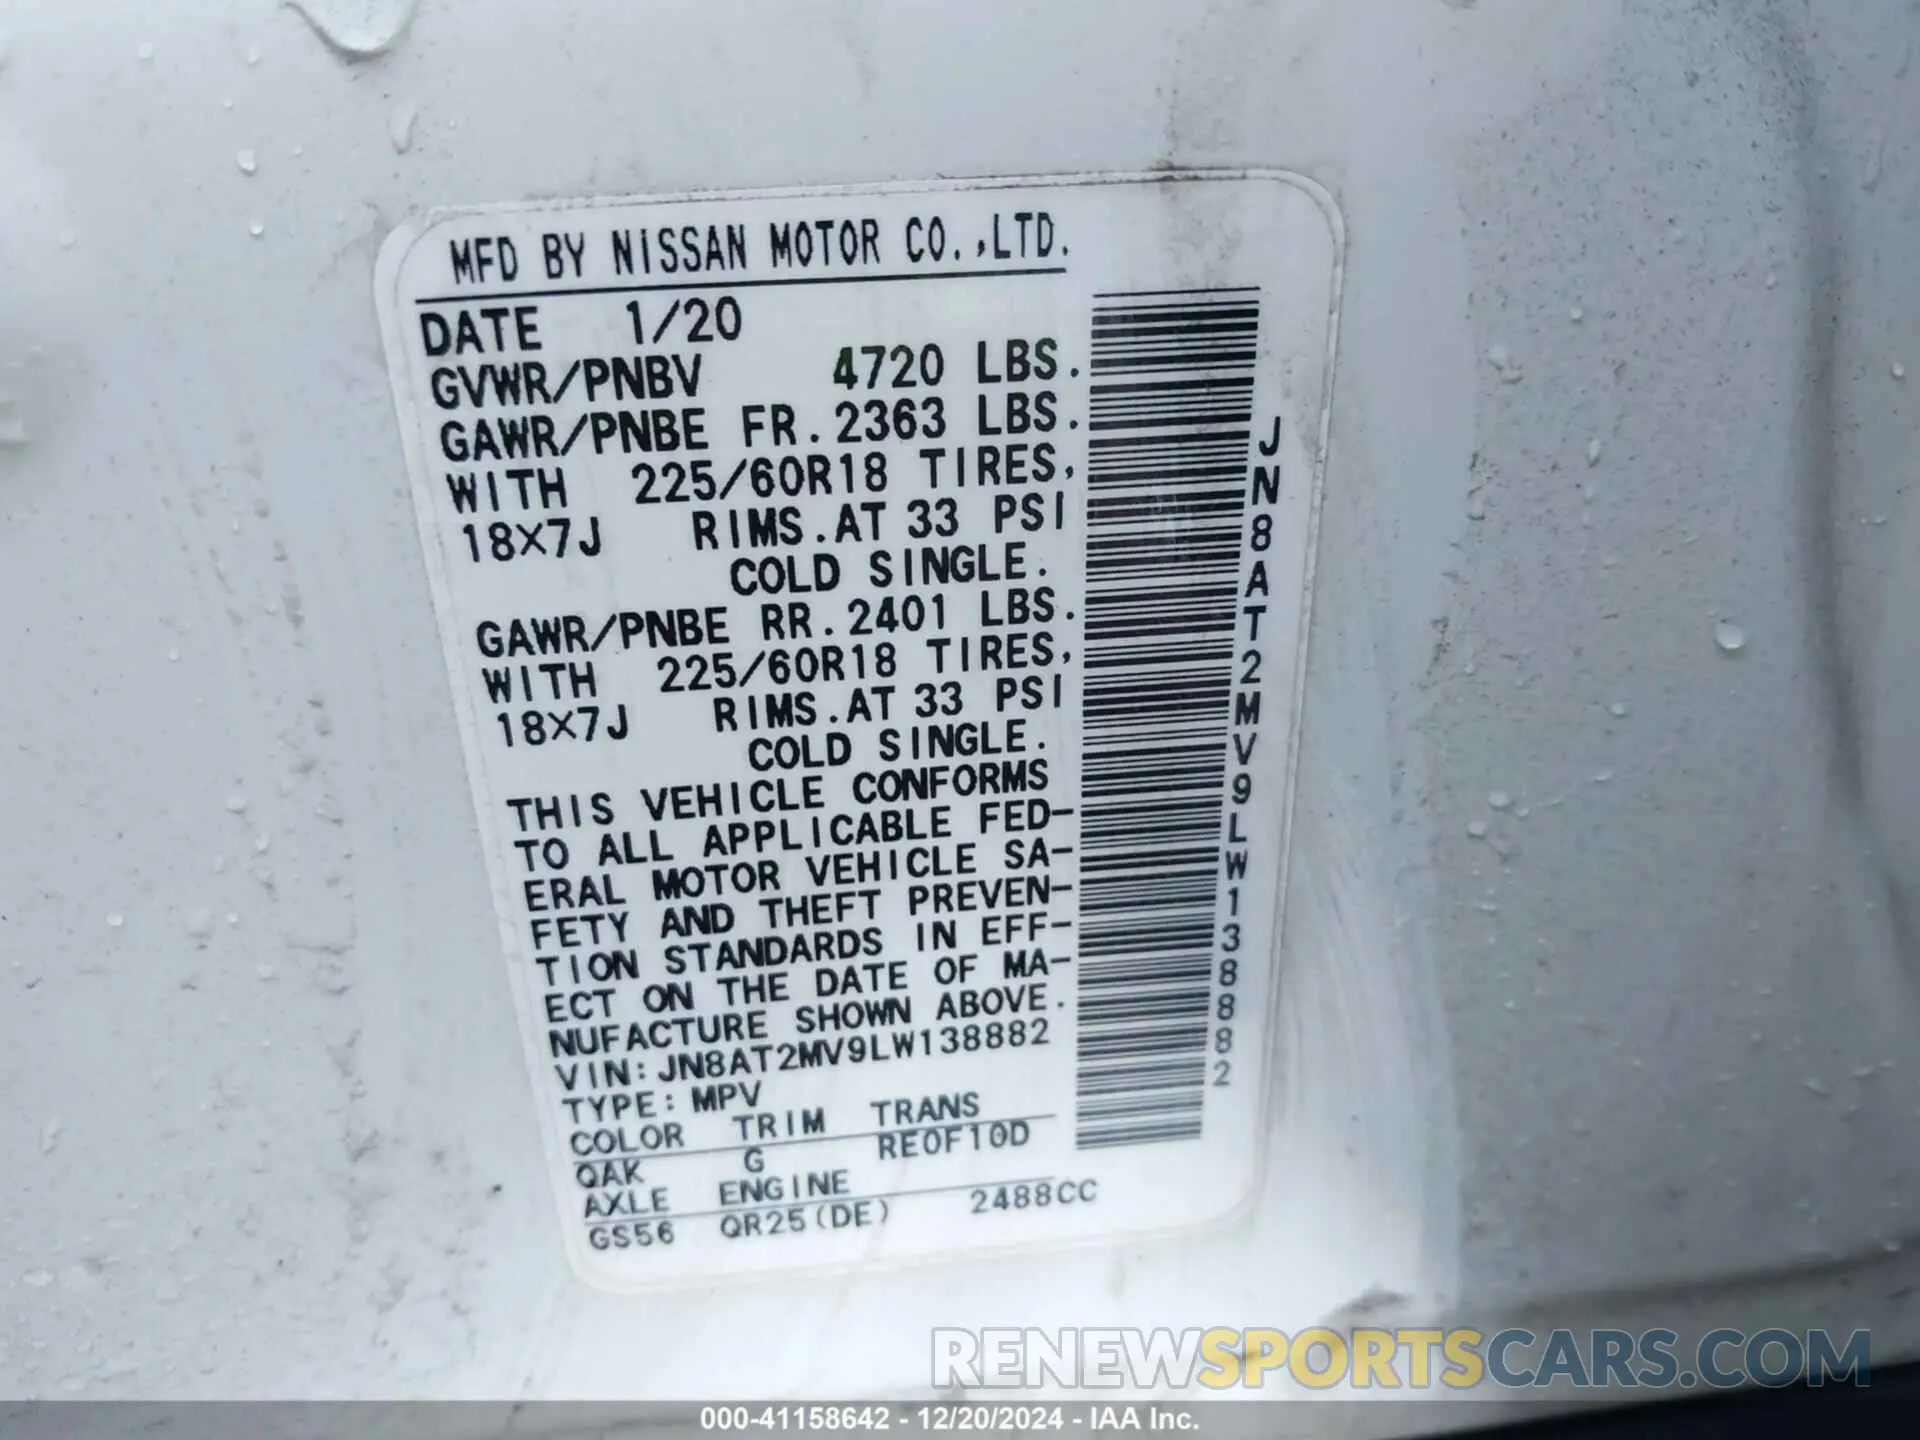 MFD BY NISSAN MOTOR CO.,LTD.
DATE 1/20
GVWR/PNBV 4720 LBS.
GAWR/PNBE FR.2363 LBS.
WITH 225/60R18 TIRES,
18X7J RIMS.AT 33 PSI
COLD SINGLE.
GAWR/PNBE RR.2401 LBS.
WITH 225/60R18 TIRES,
18X7J RIMS.AT 33 PSI
COLD SINGLE.
THIS VEHICLE CONFORMS
TO ALL APPLICABLE FED-
ERAL MOTOR VEHICLE SA-
FETY AND THEFT PREVEN-
TION STANDARDS IN EFF-
ECT ON THE DATE OF MA-
NUFACTURE SHOWN ABOVE.
VIN:JN8AT2MV9LW138882
TYPE:MPV
COLOR TRIM TRANS
QAK G RE0F10D
AXLE ENGINE
GS56 QR25(DE) 2488CC
JN8AT2MV9LW138882
RENEWSPORTSCARS.COM
000-41158642 - 12/20/2024 - IAA Inc.